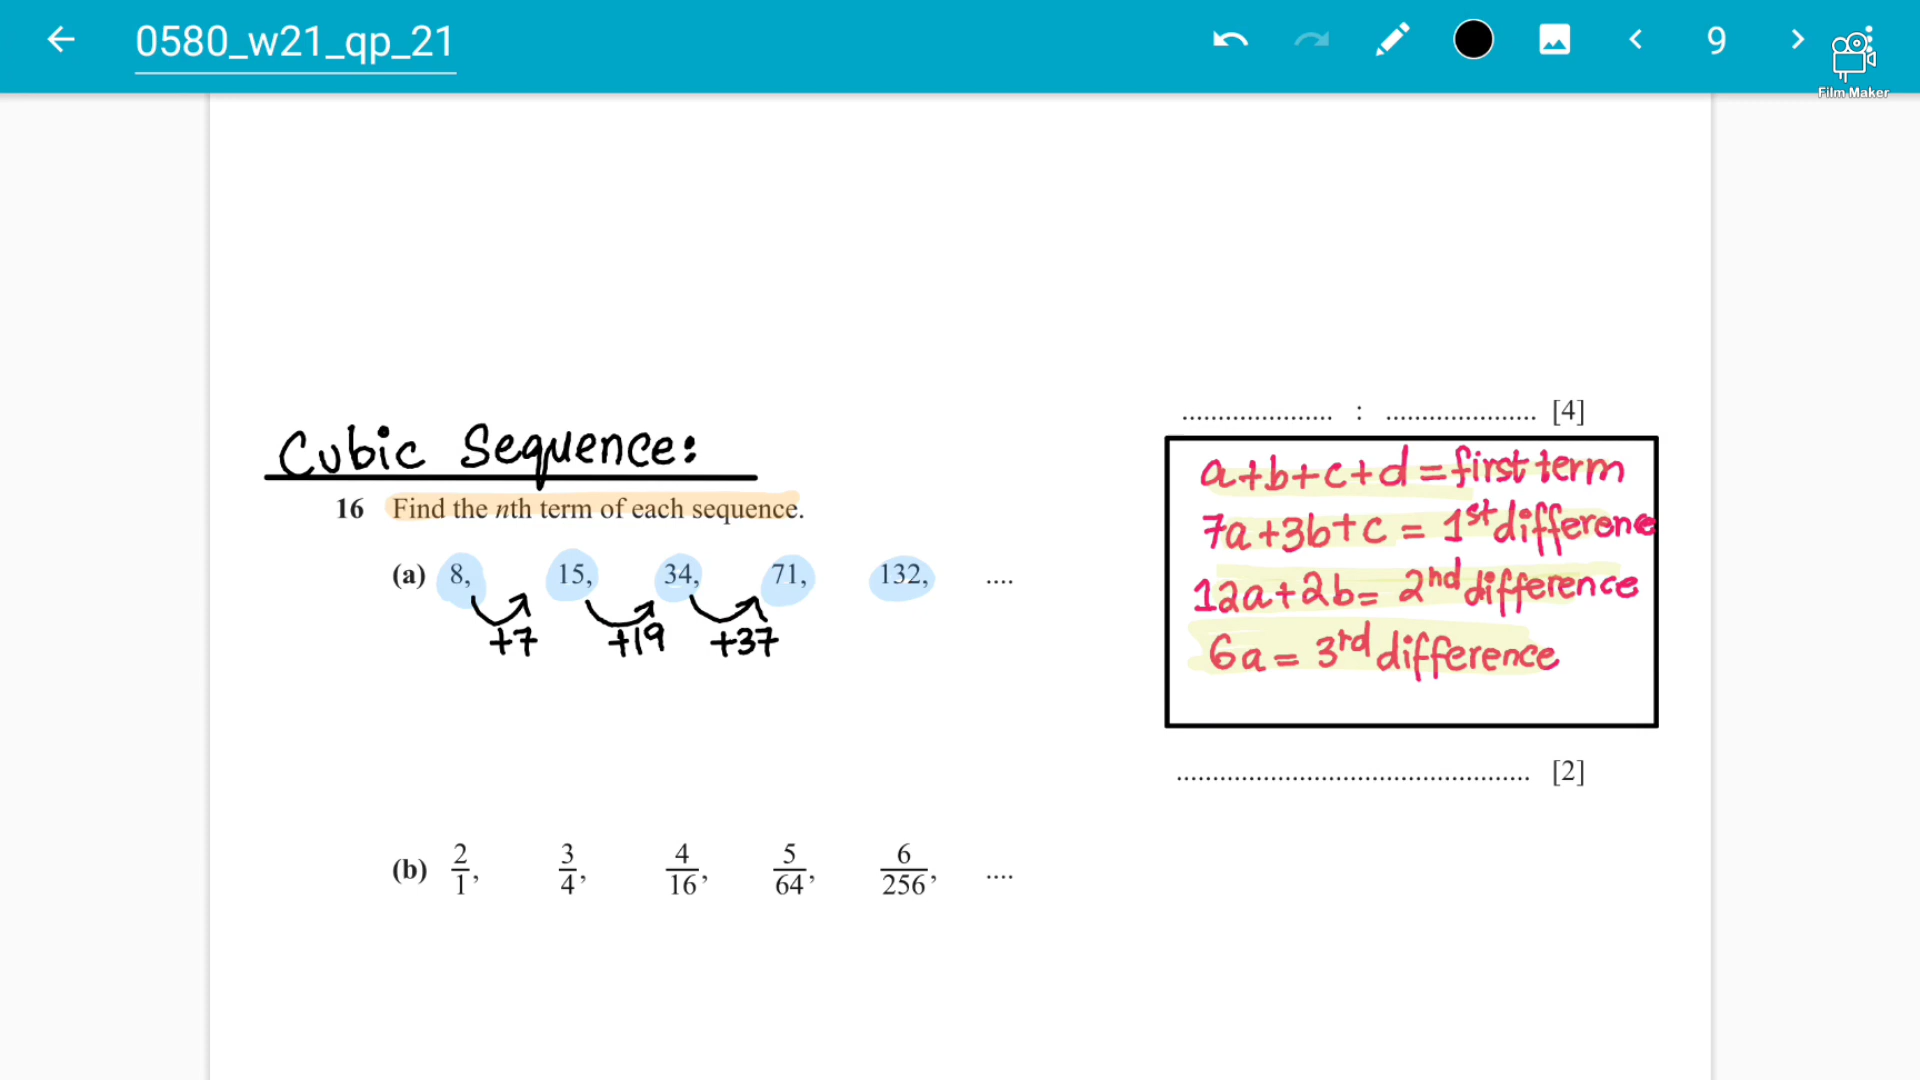 0580_w21_qp_21
9
Film Maker
.................... : .................... [4]
Cubic Sequence:
a+b+c+d = first term
16 Find the nth term of each sequence.
7a+3b+c = 1st differenc
(a) 8, 15, 34, 71, 132, ....
12a+2b= 2nd difference
+7 +19 +37
6a = 3rd difference
................................................ [2]
(b) 2/1, 3/4, 4/16, 5/64, 6/256, ....